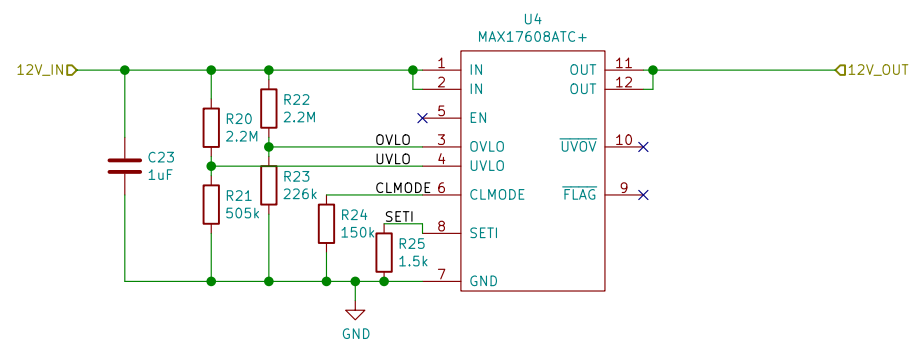 U4
MAX17608ATC+
12V_IN
1
IN
OUT
11
12V_OUT
2
IN
OUT
12
R22
2.2M
R20
2.2M
5
EN
OVLO
3
OVLO
UVOV
10
UVLO
4
UVLO
C23
1uF
R23
226k
R21
505k
CLMODE
6
CLMODE
FLAG
9
R24
150k
SETI
8
SETI
R25
1.5k
7
GND
GND